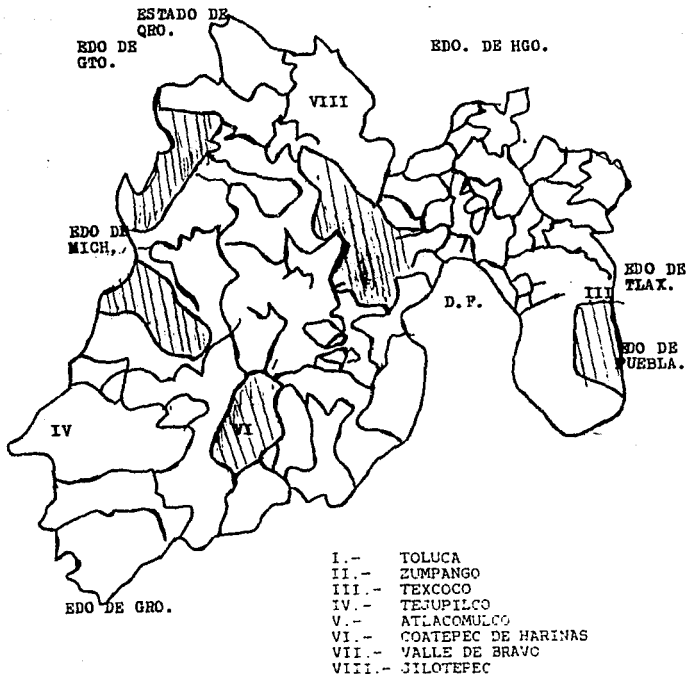 ESTADO DE
QRO.
EDO DE
GTO.
EDO. DE HGO.
VIII
EDO DE
MICH,
EDO DE
TLAX.
III
D.F.
EDO DE
PUEBLA.
IV
VI
EDO DE GRO.
I.- TOLUCA
II.- ZUMPANGO
III.- TEXCOCO
IV.- TEJUPILCO
V.- ATLACOMULCO
VI.- COATEPEC DE HARINAS
VII.- VALLE DE BRAVO
VIII.- JILOTEPEC